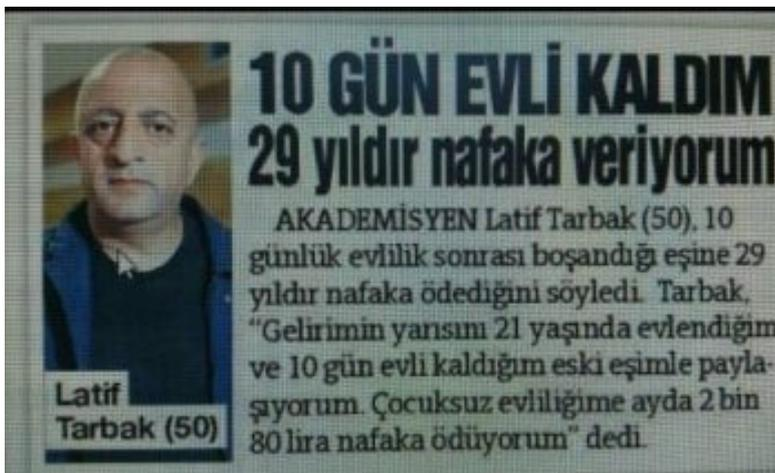 10 GÜN EVLİ KALDIM
29 yıldır nafaka veriyorum
AKADEMİSYEN Latif Tarbak (50), 10
günlük evlilik sonrası boşandığı eşine 29
yıldır nafaka ödediğini söyledi. Tarbak,
“Gelirimin yarısını 21 yaşında evlendiğim
ve 10 gün evli kaldığım eski eşimle payla-
şıyorum. Çocuksuz evliliğime ayda 2 bin
80 lira nafaka ödüyorum” dedi.
Latif
Tarbak (50)